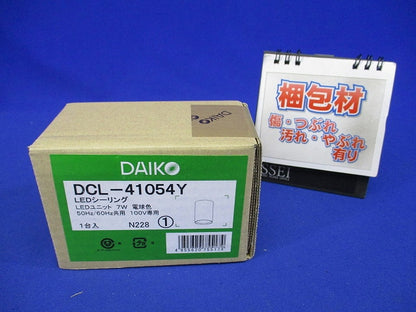 DAIKO
DCL-41054Y
LEDシーリング
LEDユニット 7W 電球色
50Hz/60Hz共用 100V専用
1台入 N228 ①
梱包材
傷・つぶれ
汚れ・やぶれ
有り
SSEI